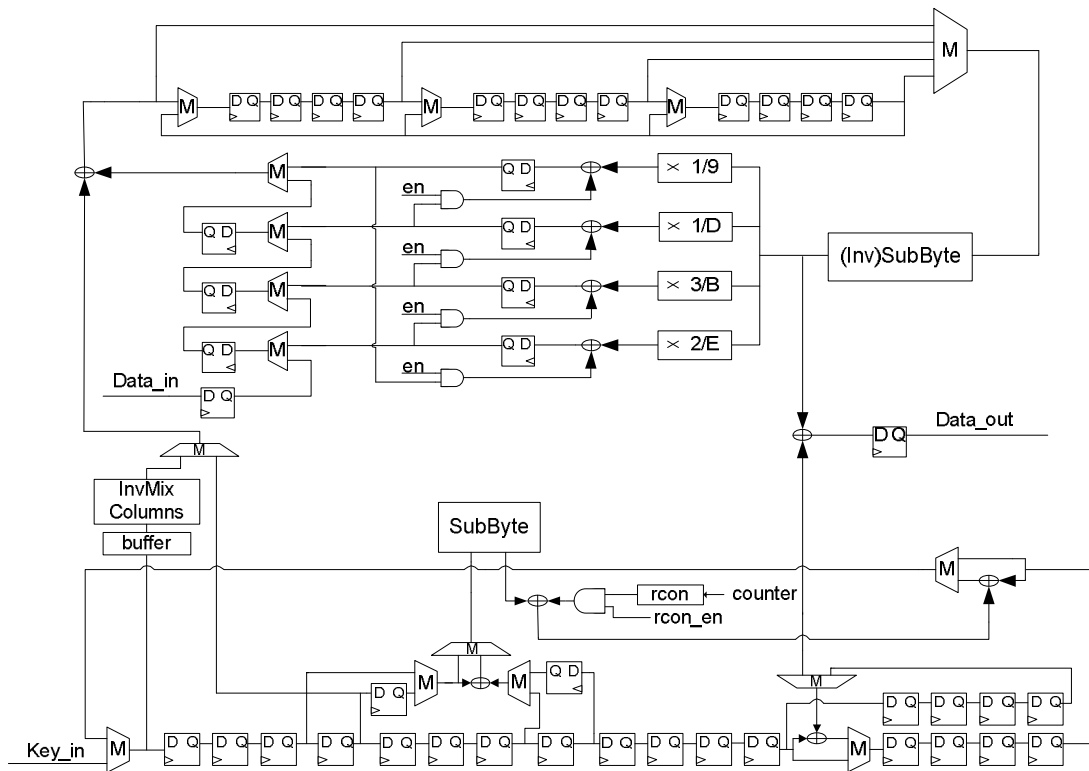 M
M D Q D Q D Q D Q M D Q D Q D Q D Q M D Q D Q D Q D Q
M Q D × 1/9
en
Q D M Q D × 1/D
(Inv)SubByte
en
Q D M Q D × 3/B
en
Q D M Q D × 2/E
en
Data_in D Q
Data_out
D Q
M
InvMix
Columns
buffer
SubByte
M
rcon counter
rcon_en
M
M D Q M M Q D
M
D Q D Q D Q D Q
Key_in M D Q D Q D Q D Q D Q D Q D Q D Q D Q D Q D Q D Q M D Q D Q D Q D Q